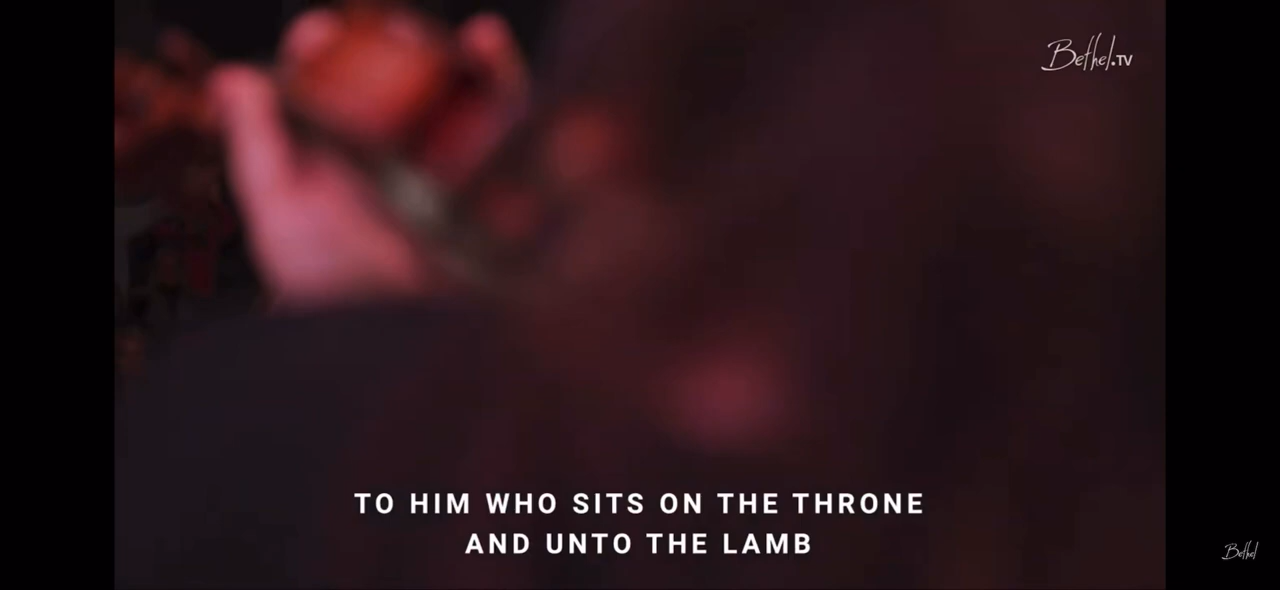 Bethel.TV
TO HIM WHO SITS ON THE THRONE
AND UNTO THE LAMB
Bethel